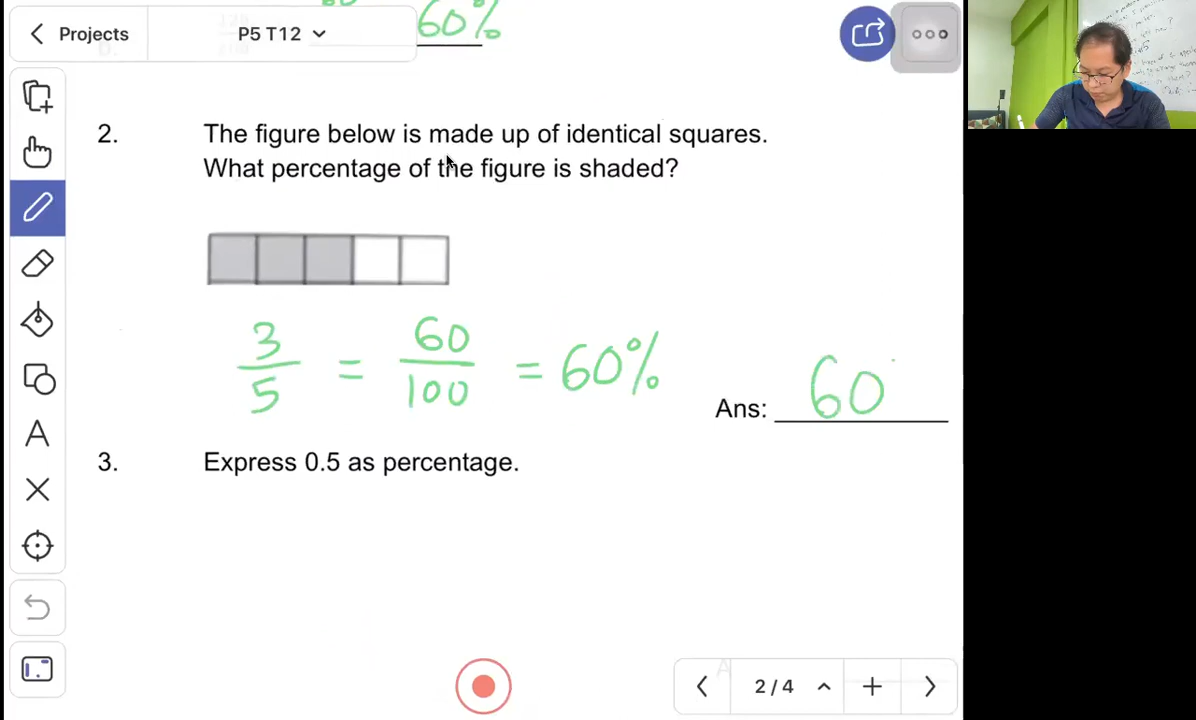 60%
Projects
P5 T12
2.
The figure below is made up of identical squares.
What percentage of the figure is shaded?
3/5 = 60/100 = 60%
Ans: 60
3.
Express 0.5 as percentage.
A
2 / 4